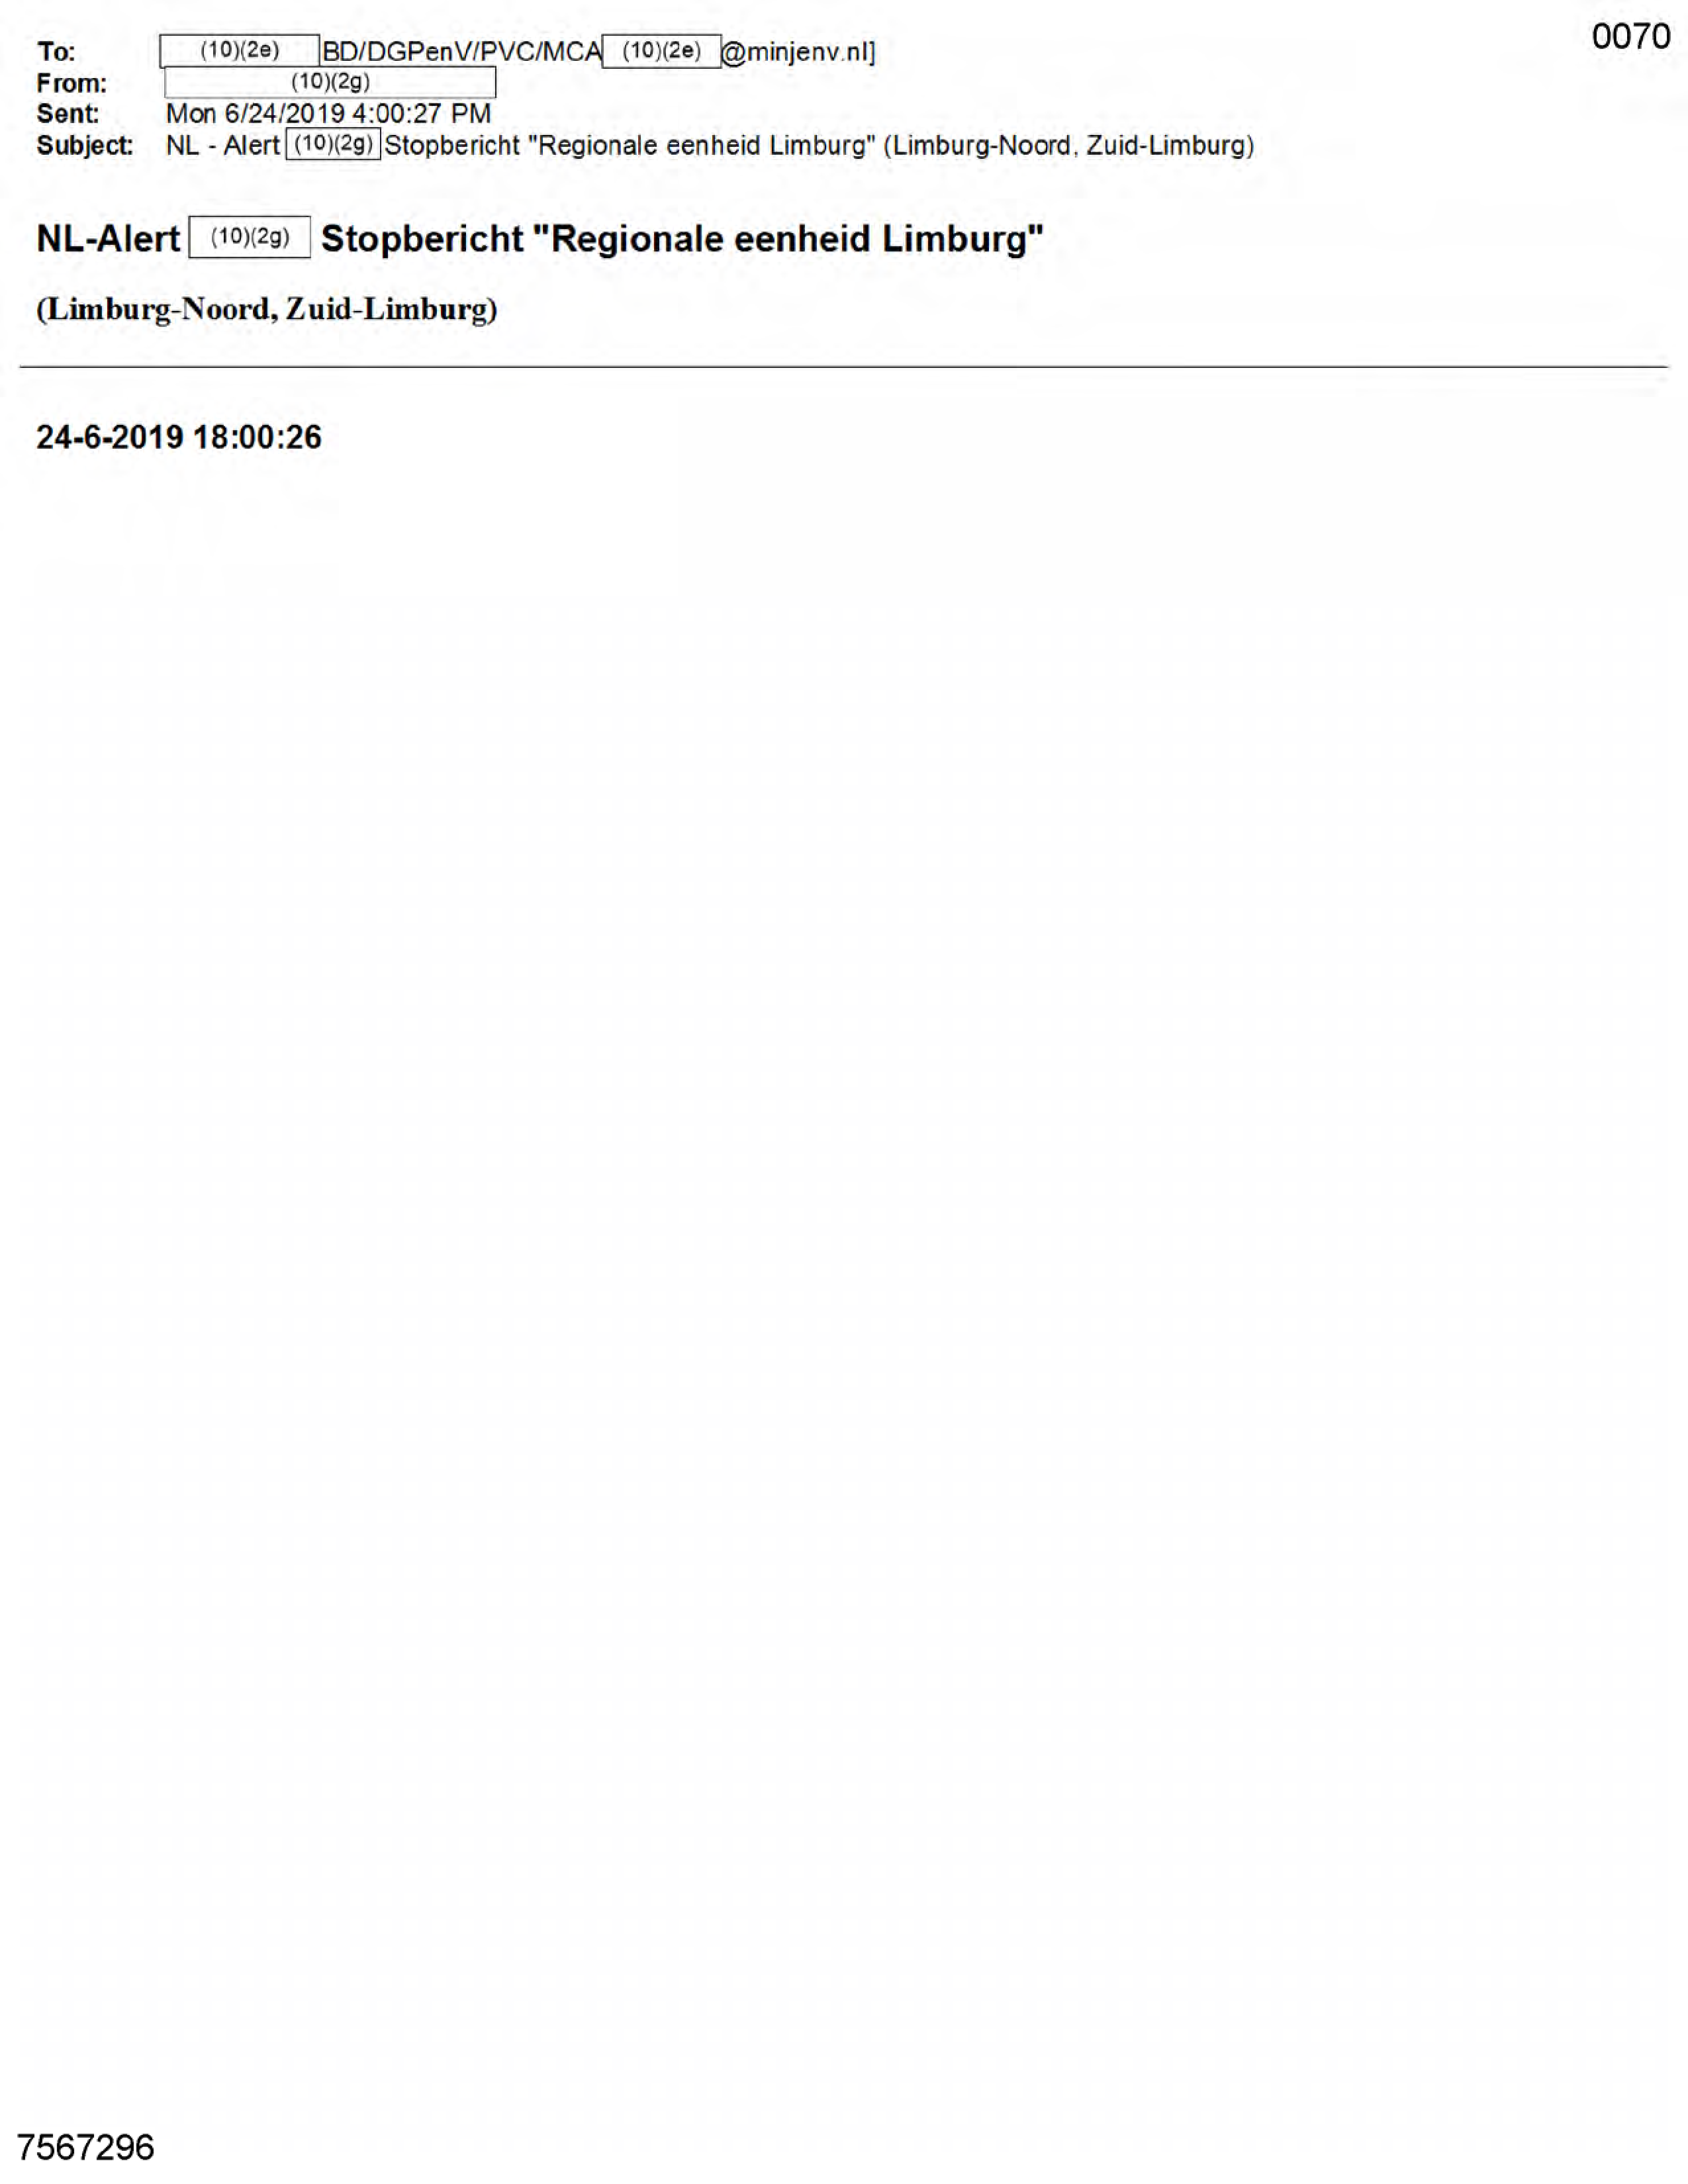 0070
To: (10)(2e) BD/DGPenV/PVC/MCA (10)(2e) @minjenv.nl]
From: (10)(2g)
Sent: Mon 6/24/2019 4:00:27 PM
Subject: NL - Alert (10)(2g) Stopbericht "Regionale eenheid Limburg" (Limburg-Noord, Zuid-Limburg)
NL-Alert (10)(2g) Stopbericht "Regionale eenheid Limburg"
(Limburg-Noord, Zuid-Limburg)
24-6-2019 18:00:26
7567296